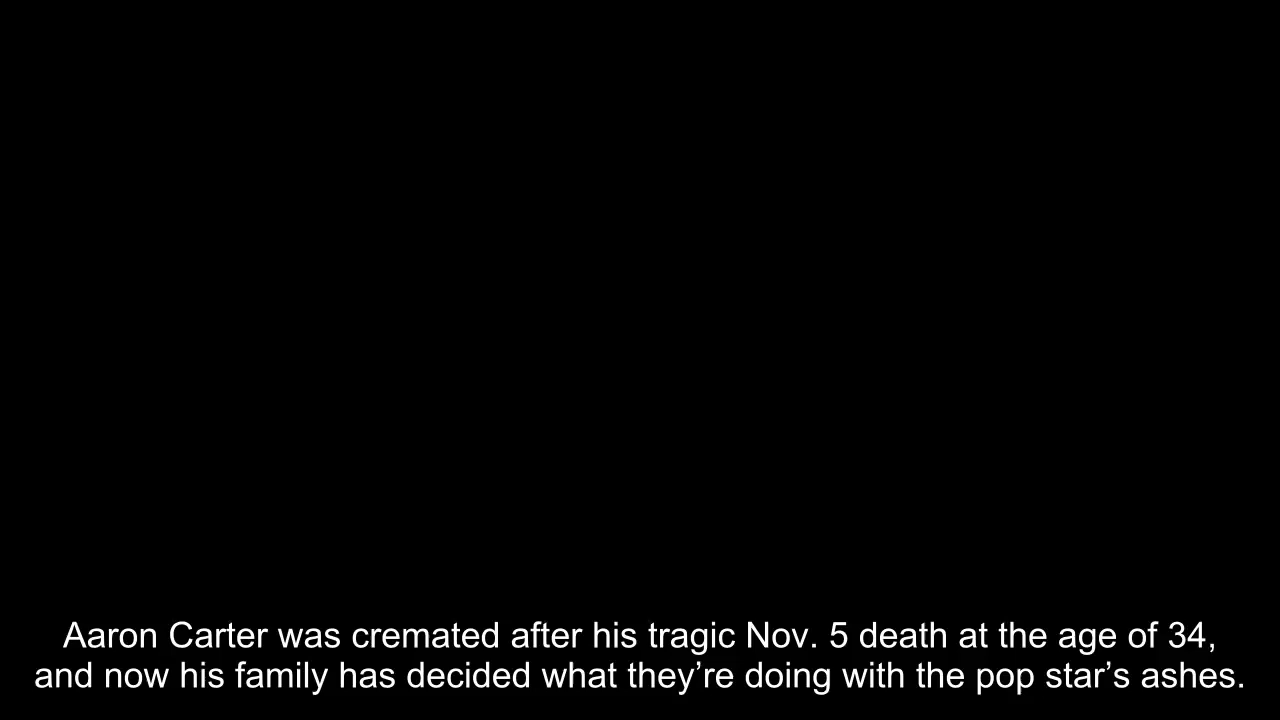 Aaron Carter was cremated after his tragic Nov. 5 death at the age of 34,
and now his family has decided what they’re doing with the pop star’s ashes.